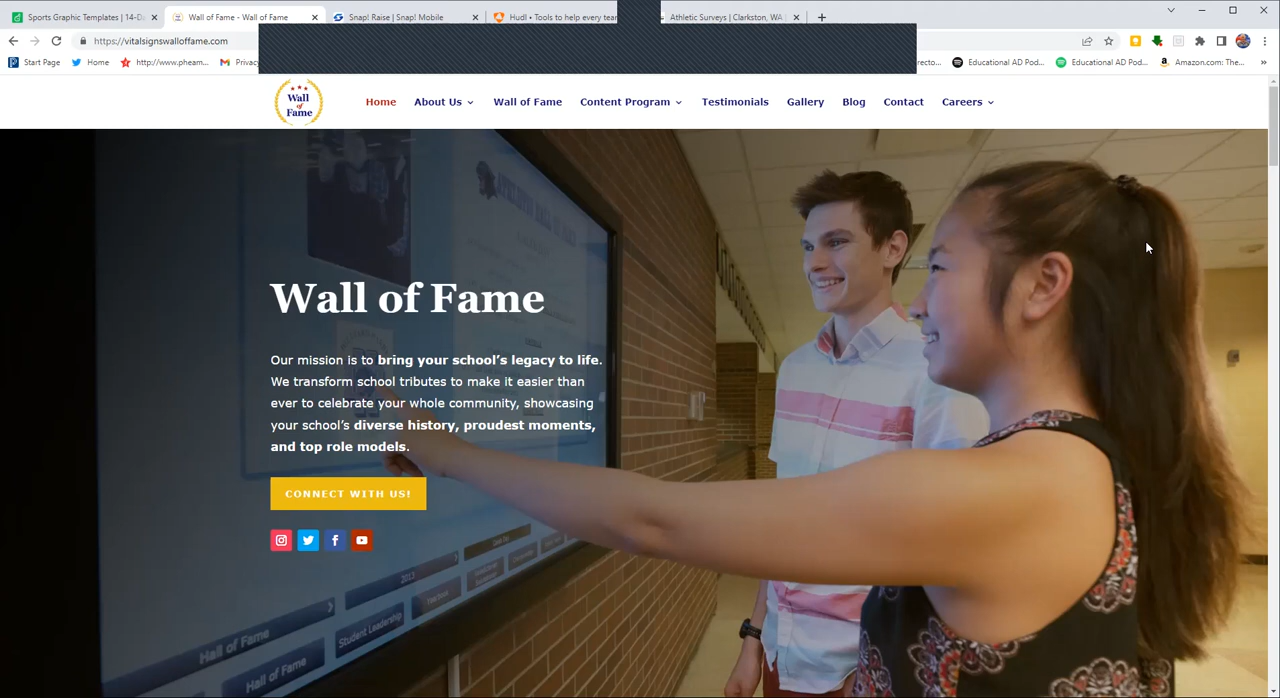 Sports Graphic Templates | 14-Da
Wall of Fame - Wall of Fame
Snap! Raise | Snap! Mobile
Hudl • Tools to help every tear
Athletic Surveys | Clarkston, WA
https://vitalsignswalloffame.com
Start Page
Home
http://www.pheam...
Privac
recto...
Educational AD Pod...
Educational AD Pod...
Amazon.com: The...
Wall
of
Fame
Home
About Us
Wall of Fame
Content Program
Testimonials
Gallery
Blog
Contact
Careers
Wall of Fame
Our mission is to bring your school's legacy to life.
We transform school tributes to make it easier than
ever to celebrate your whole community, showcasing
your school's diverse history, proudest moments,
and top role models.
CONNECT WITH US!
2013
Hall of Fame
Student Leadership
Hall of Fame